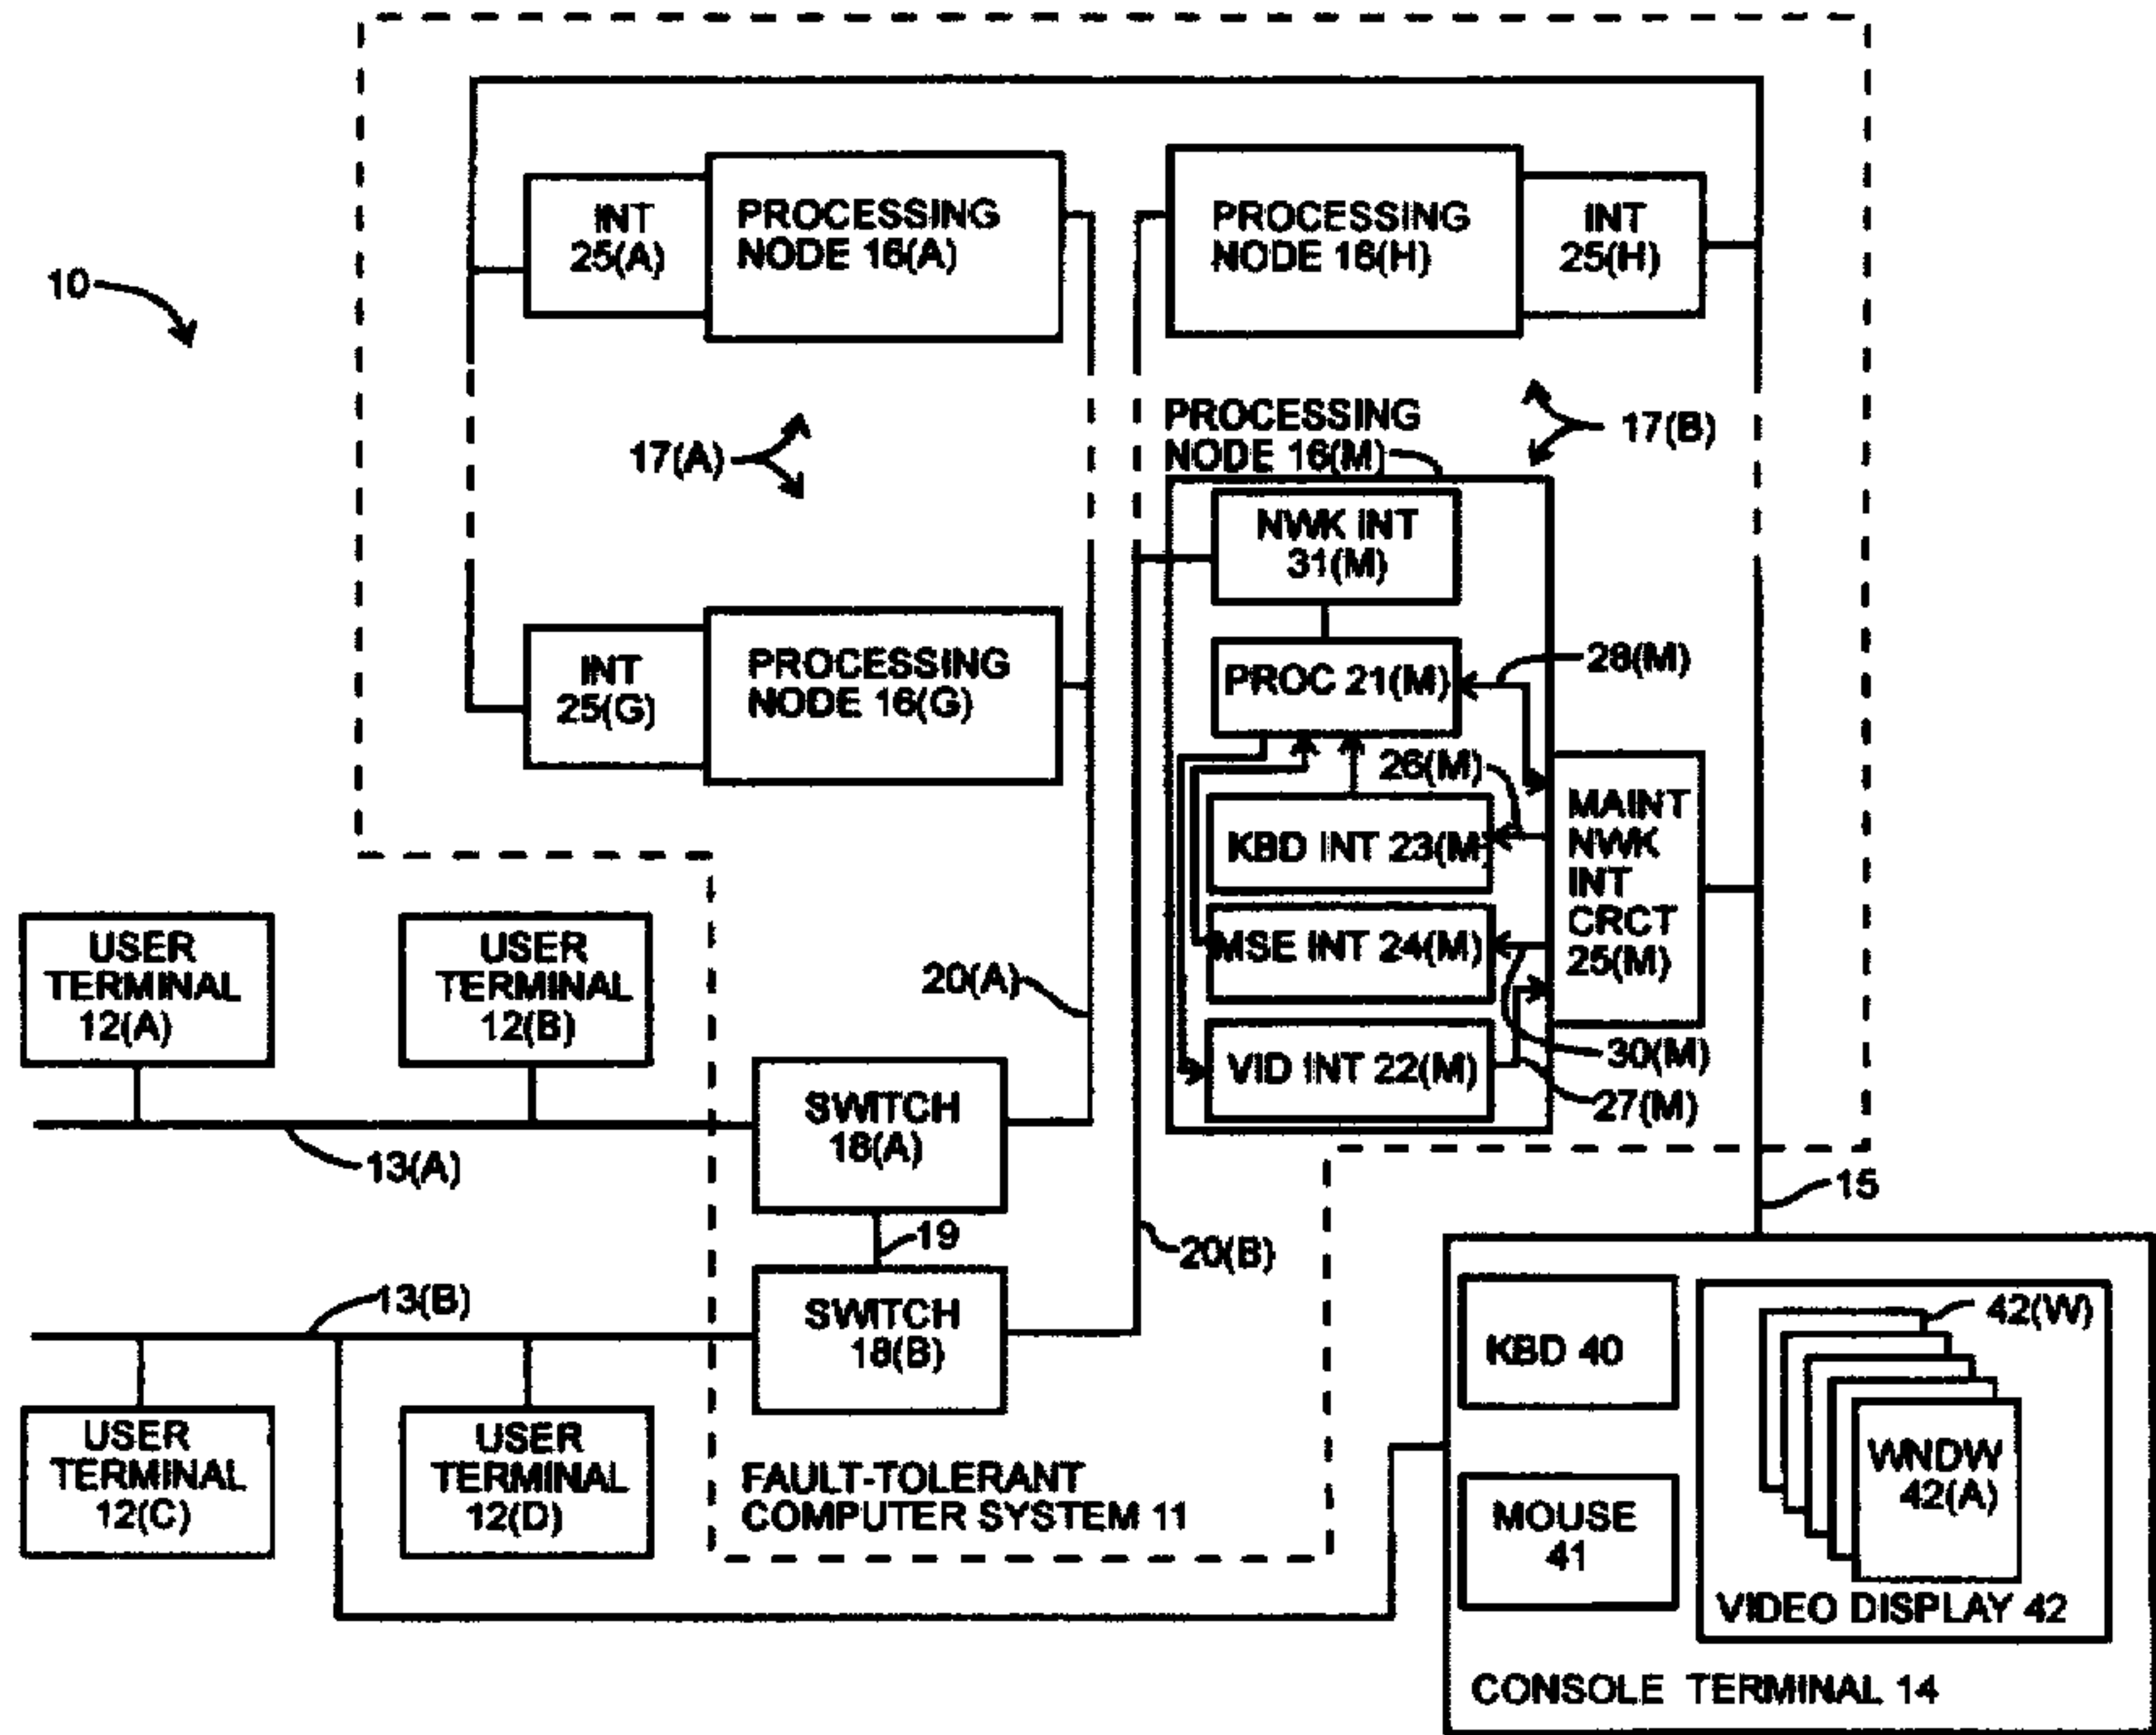 10
INT
25(A)
PROCESSING
NODE 16(A)
PROCESSING
NODE 16(H)
INT
25(H)
17(A)
17(B)
PROCESSING
NODE 16(M)
NWK INT
31(M)
PROC 21(M)
28(M)
26(M)
KBD INT 23(M
MSE INT 24(M)
VID INT 22(M)
MAINT
NWK
INT
CRCT
25(M)
30(M)
27(M)
INT
25(G)
PROCESSING
NODE 16(G)
USER
TERMINAL
12(A)
USER
TERMINAL
12(B)
20(A)
SWITCH
18(A)
13(A)
15
19
20(B)
13(B)
SWITCH
18(B)
USER
TERMINAL
12(C)
USER
TERMINAL
12(D)
FAULT-TOLERANT
COMPUTER SYSTEM 11
KBD 40
42(W)
WNDW
42(A)
MOUSE
41
VIDEO DISPLAY 42
CONSOLE TERMINAL 14